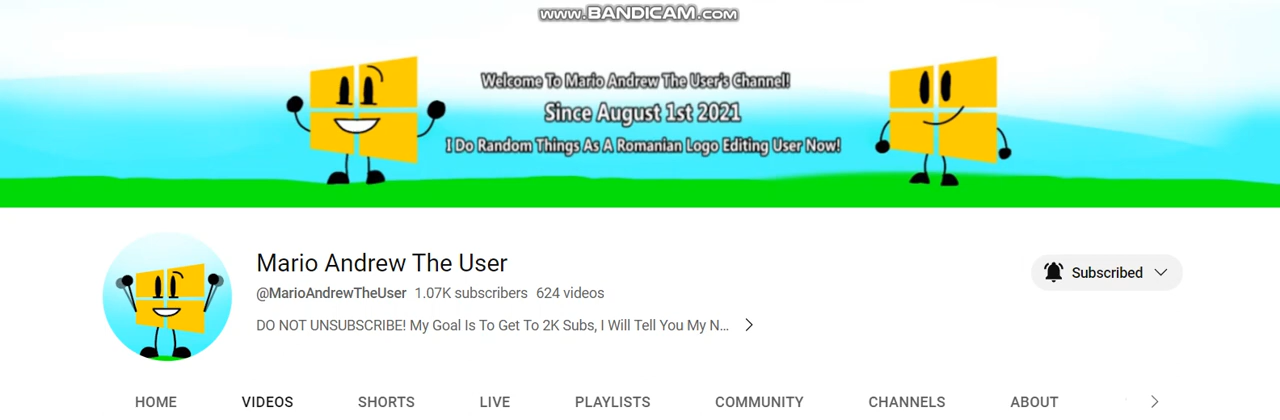 www.BANDICAM.com
Welcome To Mario Andrew The User's Channel!
Since August 1st 2021
I Do Random Things As A Romanian Logo Editing User Now!
Mario Andrew The User
Subscribed
@MarioAndrewTheUser 1.07K subscribers 624 videos
DO NOT UNSUBSCRIBE! My Goal Is To Get To 2K Subs, I Will Tell You My N...
HOME VIDEOS SHORTS LIVE PLAYLISTS COMMUNITY CHANNELS ABOUT